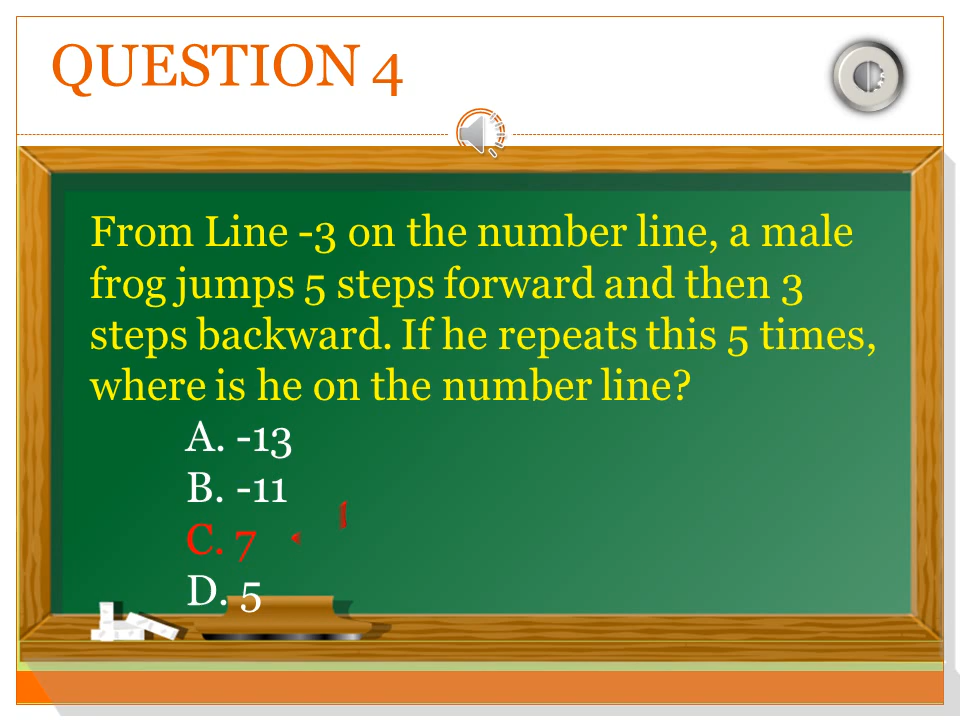 QUESTION 4
From Line -3 on the number line, a male
frog jumps 5 steps forward and then 3
steps backward. If he repeats this 5 times,
where is he on the number line?
A. -13
B. -11
C. 7
D. 5